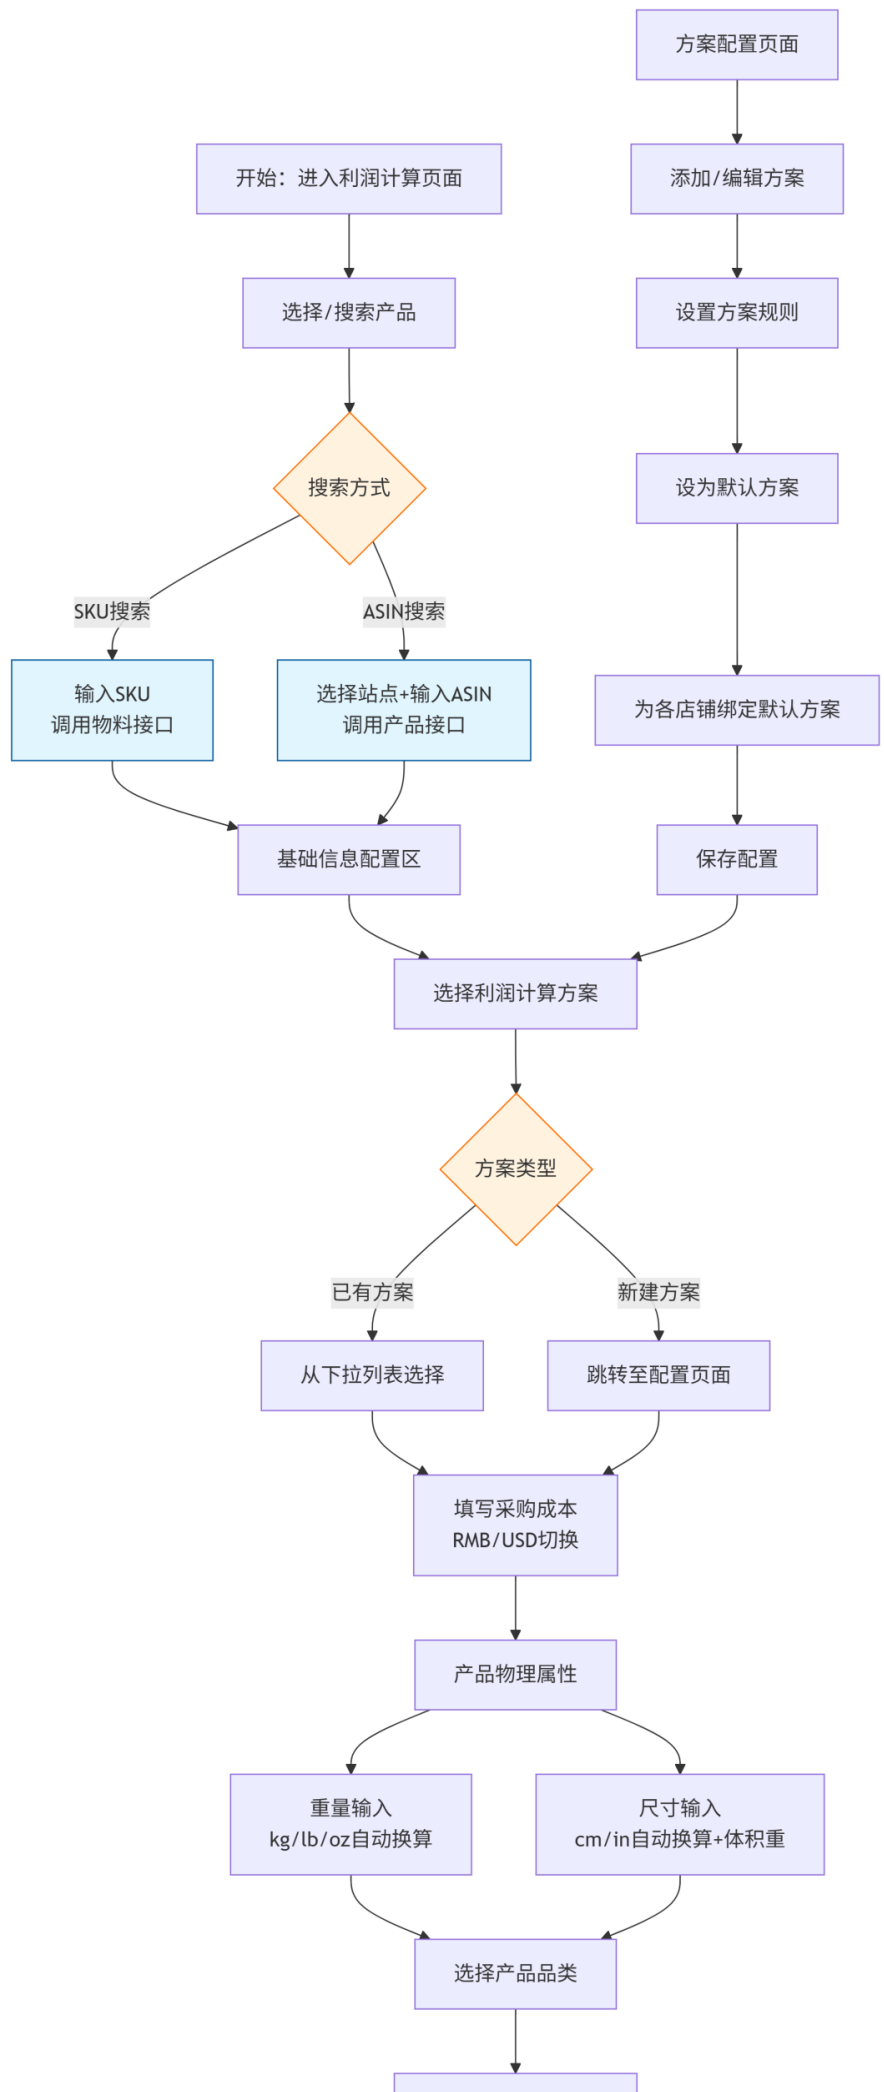 方案配置页面
开始：进入利润计算页面
添加/编辑方案
选择/搜索产品
设置方案规则
搜索方式
设为默认方案
SKU搜索
ASIN搜索
输入SKU
调用物料接口
选择站点+输入ASIN
调用产品接口
为各店铺绑定默认方案
基础信息配置区
保存配置
选择利润计算方案
方案类型
已有方案
新建方案
从下拉列表选择
跳转至配置页面
填写采购成本
RMB/USD切换
产品物理属性
重量输入
kg/lb/oz自动换算
尺寸输入
cm/in自动换算+体积重
选择产品品类